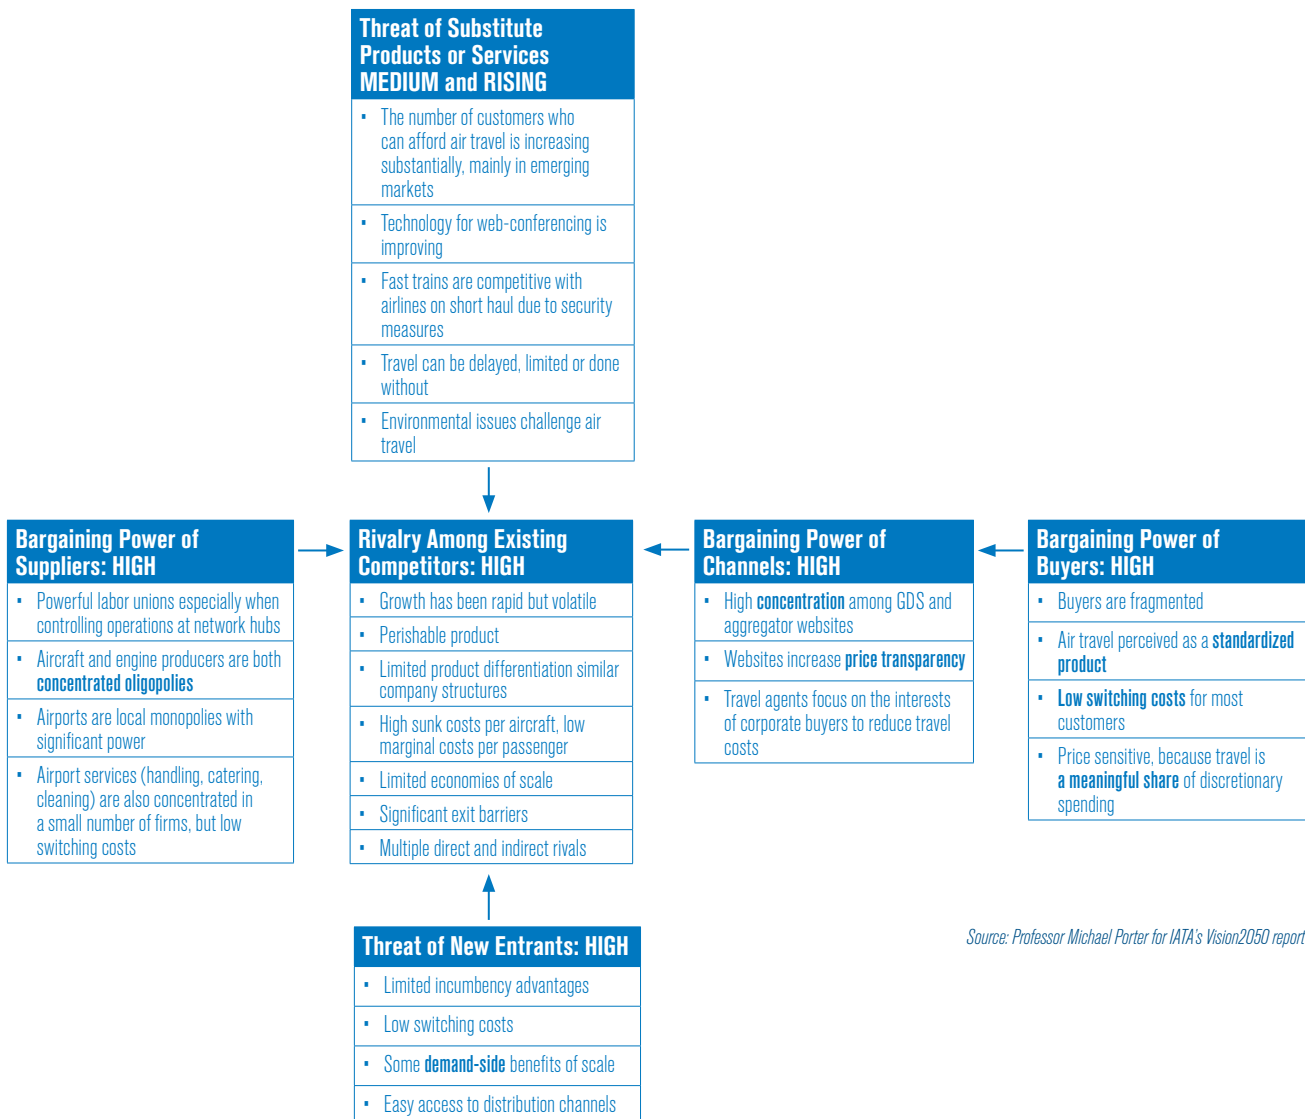 Threat of Substitute
Products or Services
MEDIUM and RISING
▪ The number of customers who
can afford air travel is increasing
substantially, mainly in emerging
markets
▪ Technology for web-conferencing is
improving
▪ Fast trains are competitive with
airlines on short haul due to security
measures
▪ Travel can be delayed, limited or done
without
▪ Environmental issues challenge air
travel
Bargaining Power of
Suppliers: HIGH
▪ Powerful labor unions especially when
controlling operations at network hubs
▪ Aircraft and engine producers are both
concentrated oligopolies
▪ Airports are local monopolies with
significant power
▪ Airport services (handling, catering,
cleaning) are also concentrated in
a small number of firms, but low
switching costs
Rivalry Among Existing
Competitors: HIGH
▪ Growth has been rapid but volatile
▪ Perishable product
▪ Limited product differentiation similar
company structures
▪ High sunk costs per aircraft, low
marginal costs per passenger
▪ Limited economies of scale
▪ Significant exit barriers
▪ Multiple direct and indirect rivals
Bargaining Power of
Channels: HIGH
▪ High concentration among GDS and
aggregator websites
▪ Websites increase price transparency
▪ Travel agents focus on the interests
of corporate buyers to reduce travel
costs
Bargaining Power of
Buyers: HIGH
▪ Buyers are fragmented
▪ Air travel perceived as a standardized
product
▪ Low switching costs for most
customers
▪ Price sensitive, because travel is
a meaningful share of discretionary
spending
Threat of New Entrants: HIGH
▪ Limited incumbency advantages
▪ Low switching costs
▪ Some demand-side benefits of scale
▪ Easy access to distribution channels
Source: Professor Michael Porter for IATA's Vision2050 report